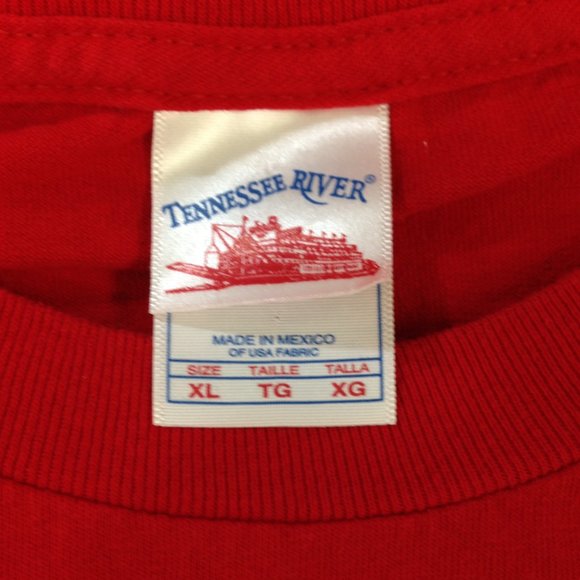 TENNESSEE RIVER®
MADE IN MEXICO
OF USA FABRIC
SIZE TAILLE TALLA
XL TG XG